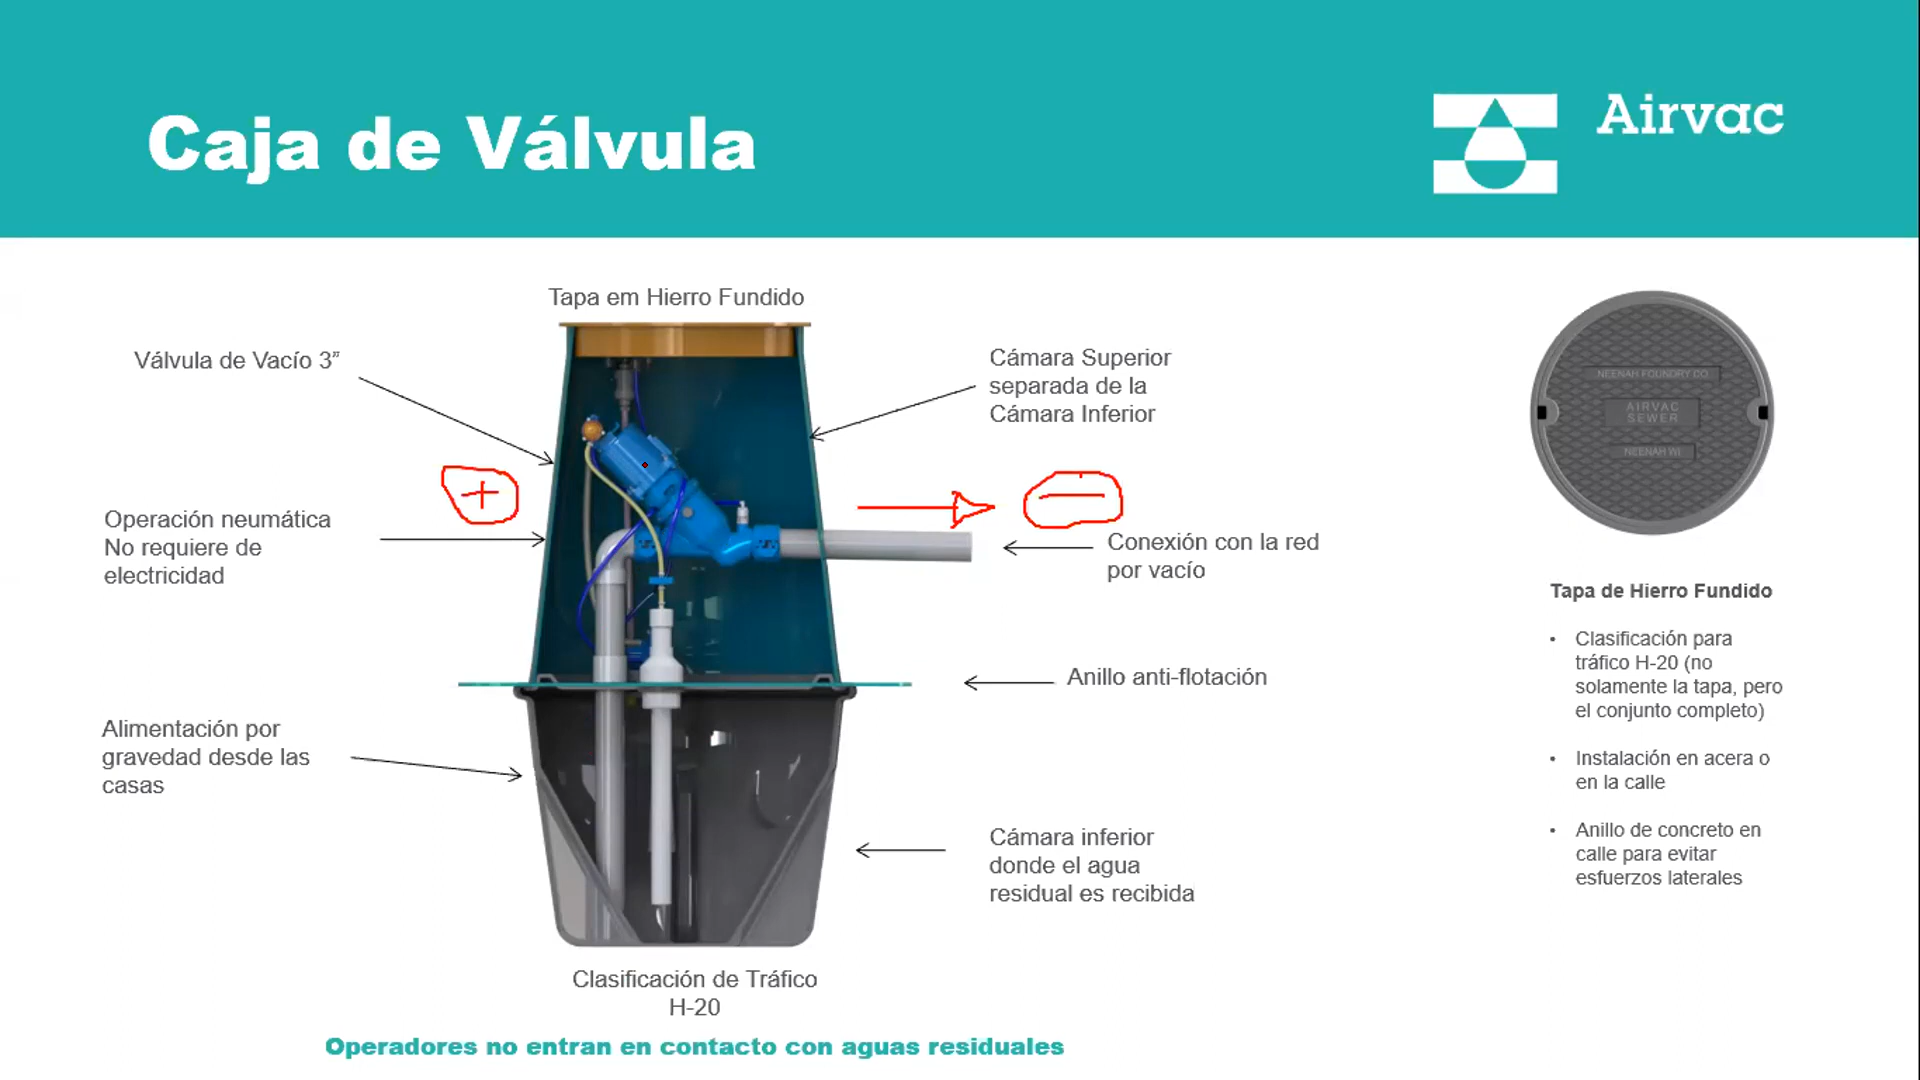 Caja de Válvula
Airvac
Tapa em Hierro Fundido
Válvula de Vacío 3”
Operación neumática
No requiere de
electricidad
Alimentación por
gravedad desde las
casas
Cámara Superior
separada de la
Cámara Inferior
+
−
Conexión con la red
por vacío
Anillo anti-flotación
Cámara inferior
donde el agua
residual es recibida
Clasificación de Tráfico
H-20
Operadores no entran en contacto con aguas residuales
NEENAH FOUNDRY CO
AIRVAC
SEWER
NEENAH WI
Tapa de Hierro Fundido
• Clasificación para
tráfico H-20 (no
solamente la tapa, pero
el conjunto completo)
• Instalación en acera o
en la calle
• Anillo de concreto en
calle para evitar
esfuerzos laterales